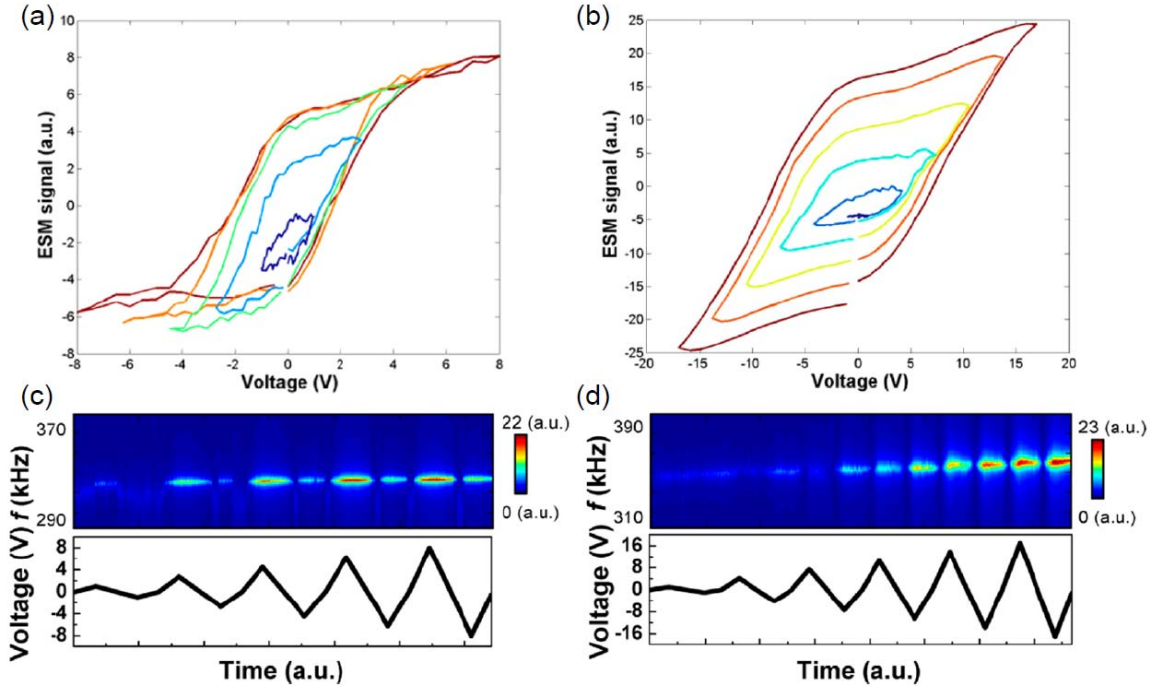 (a)
10
8
6
4
2
0
-2
-4
-6
-8
ESM signal (a.u.)
-8 -6 -4 -2 0 2 4 6 8
Voltage (V)
(b)
25
20
15
10
5
0
-5
-10
-15
-20
-25
ESM signal (a.u.)
-20 -15 -10 -5 0 5 10 15 20
Voltage (V)
(c)
370
290
f (kHz)
22 (a.u.)
0 (a.u.)
8
4
0
-4
-8
Voltage (V)
Time (a.u.)
(d)
390
310
f (kHz)
23 (a.u.)
0 (a.u.)
16
8
0
-8
-16
Voltage (V)
Time (a.u.)